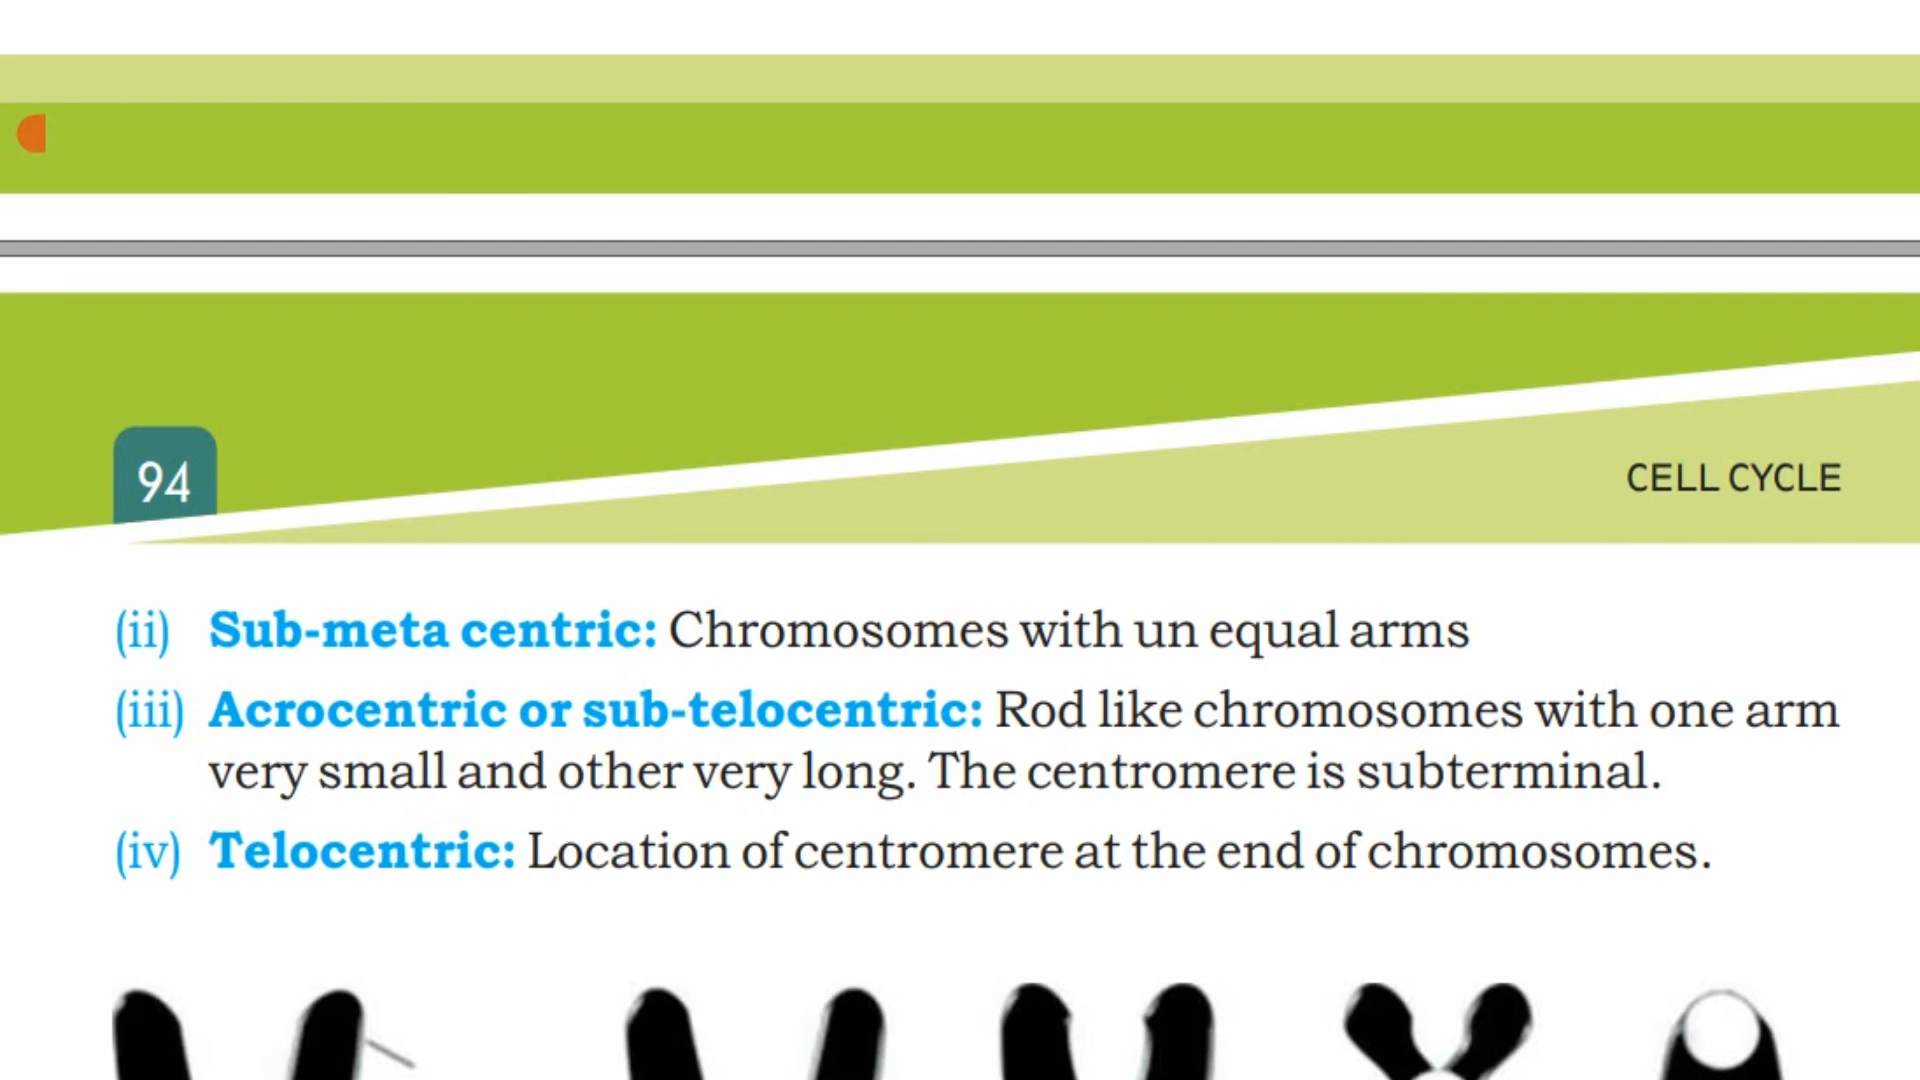 94
CELL CYCLE
(ii) Sub-meta centric: Chromosomes with un equal arms
(iii) Acrocentric or sub-telocentric: Rod like chromosomes with one arm
very small and other very long. The centromere is subterminal.
(iv) Telocentric: Location of centromere at the end of chromosomes.